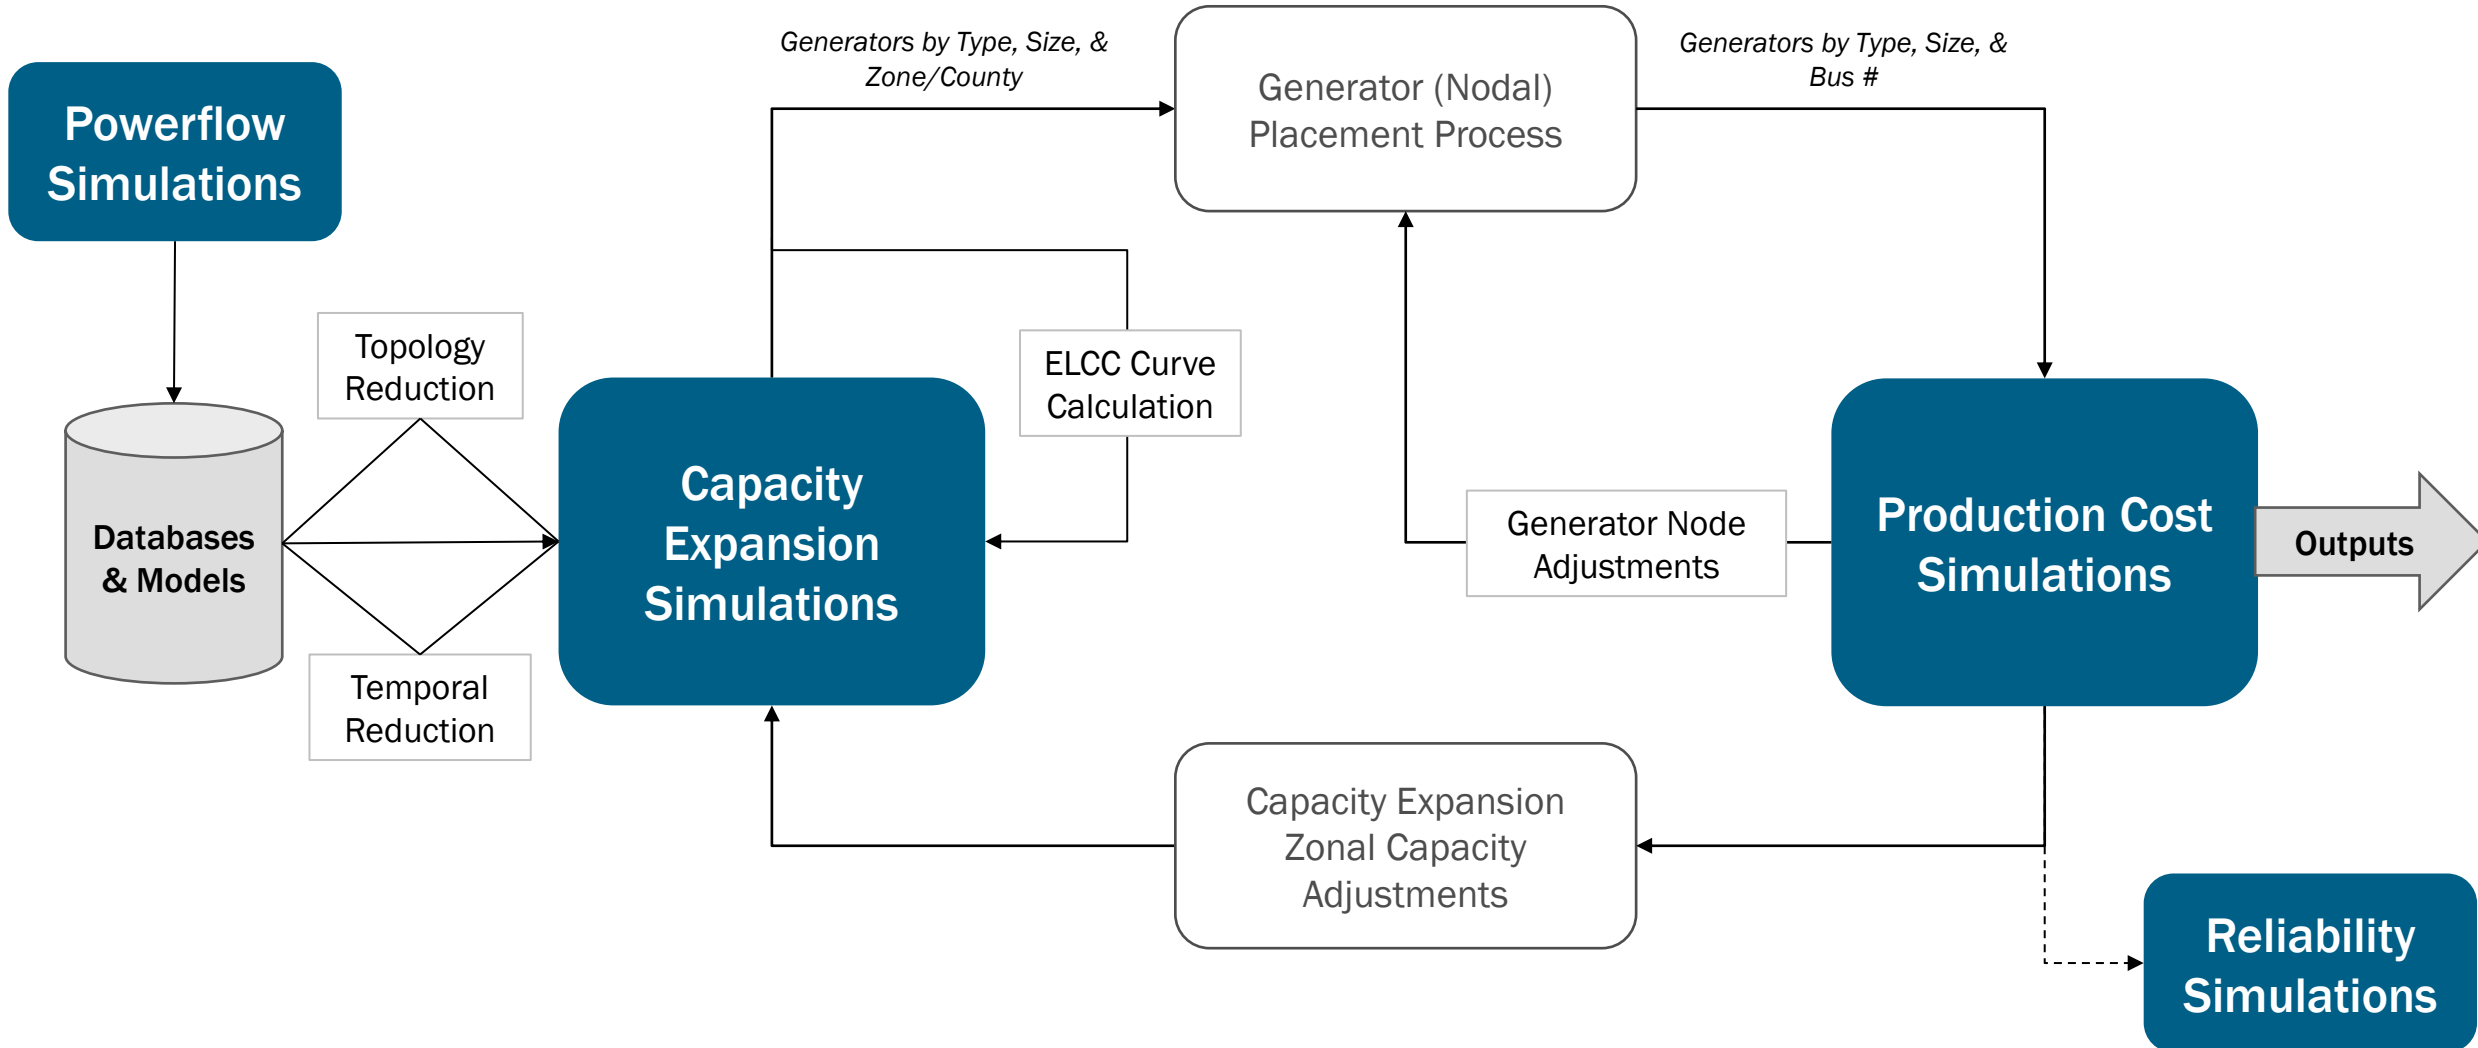 Generators by Type, Size, &
Zone/County
Generators by Type, Size, &
Bus #
Powerflow
Simulations
Generator (Nodal)
Placement Process
Topology
Reduction
ELCC Curve
Calculation
Databases
& Models
Capacity
Expansion
Simulations
Generator Node
Adjustments
Production Cost
Simulations
Outputs
Temporal
Reduction
Capacity Expansion
Zonal Capacity
Adjustments
Reliability
Simulations